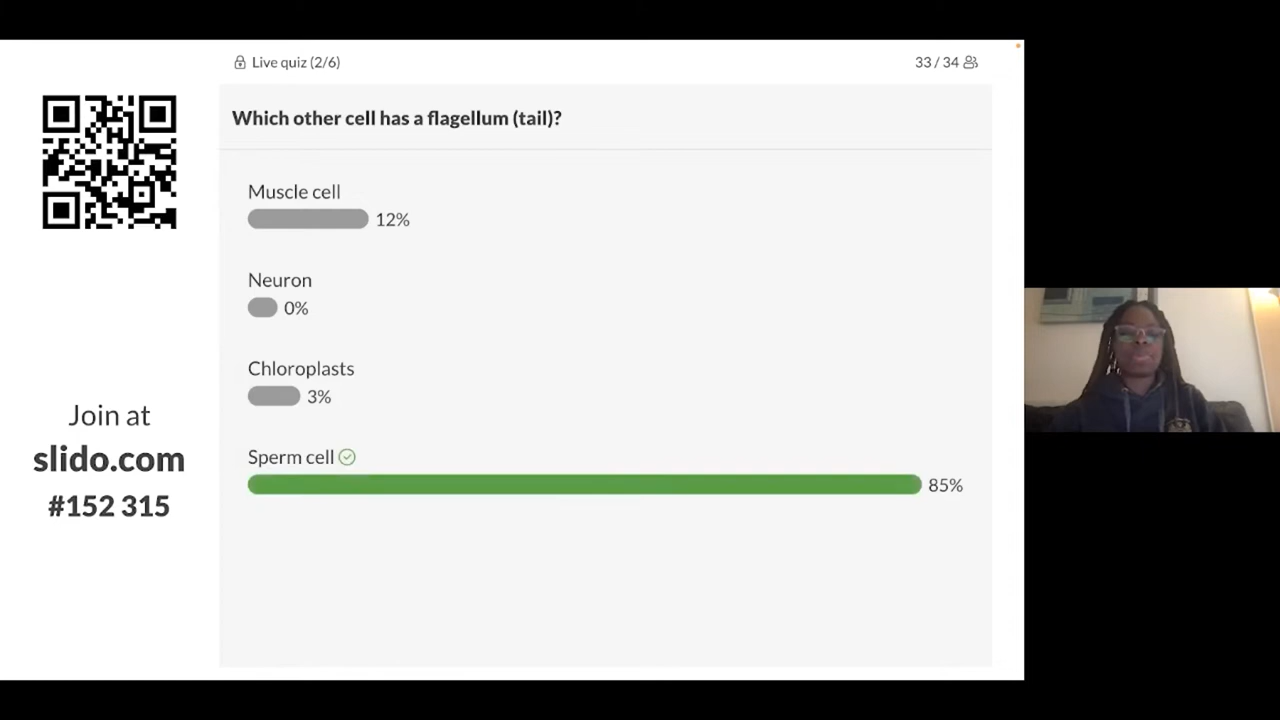 Live quiz (2/6)
33 / 34
Which other cell has a flagellum (tail)?
Muscle cell
12%
Neuron
0%
Chloroplasts
3%
Sperm cell
85%
Join at
slido.com
#152 315